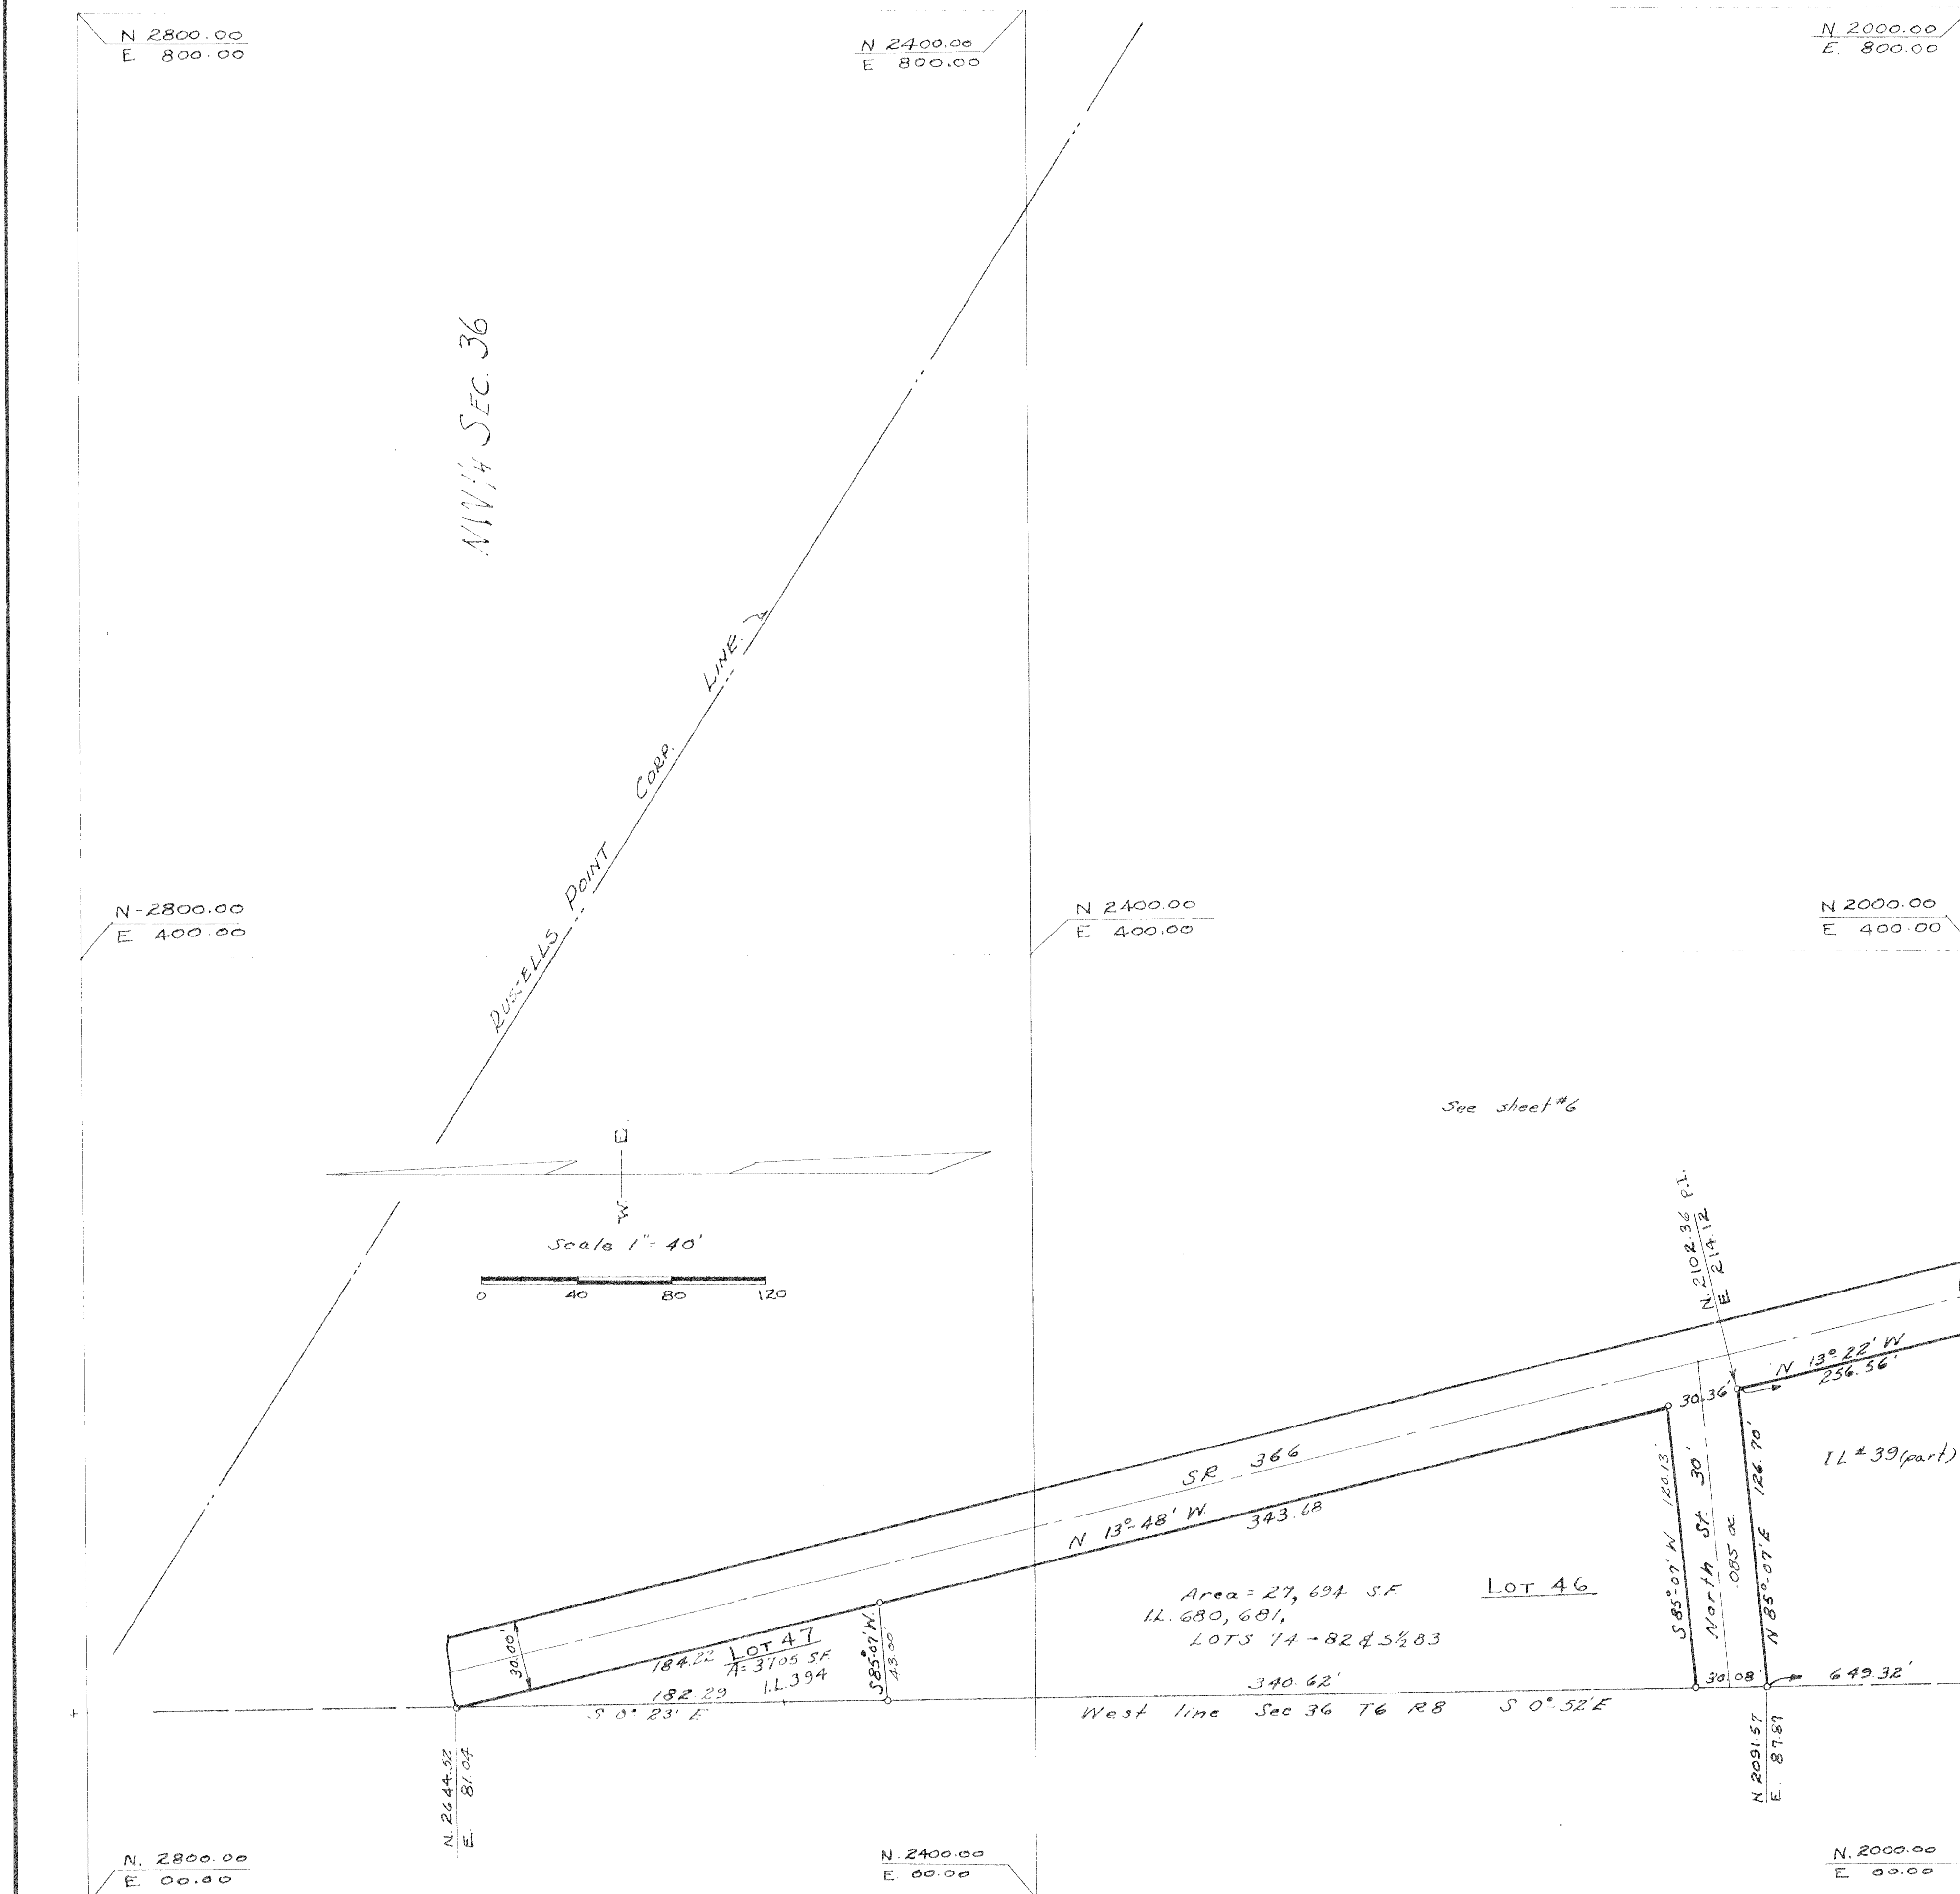 N 2800.00
E 800.00
N 2400.00
E 800.00
N 2000.00
E. 800.00
NW 1/4 SEC. 36
RUSSELLS POINT CORP. LINE
N-2800.00
E 400.00
N 2400.00
E 400.00
N 2000.00
E 400.00
See sheet #6
E.
W.
Scale 1"-40'
0 40 80 120
N. 2102.36 P.I.
E 214.12
N 13°-22' W
256.56'
30.36'
SR 366
N 13°-48' W.
343.68
S 85°-07' W 120.13'
North St. 30'
.085 ac.
N 85°-07' E 126.70'
IL #39 (part)
Area = 27,694 S.F.
I.L. 680, 681,
LOTS 74-82 & S 1/2 83
LOT 46
30.00'
184.22
LOT 47
A= 3705 SF
I.L. 394
182.29
S 0° 23' E
S85°-07' W.
43.00'
340.62'
30.08'
649.32'
West line Sec 36 T6 R8 S 0°-52' E
N. 2644.52
E 81.04
N 2091.57
E. 87.87
N. 2800.00
E 00.00
N. 2400.00
E. 00.00
N. 2000.00
E 00.00